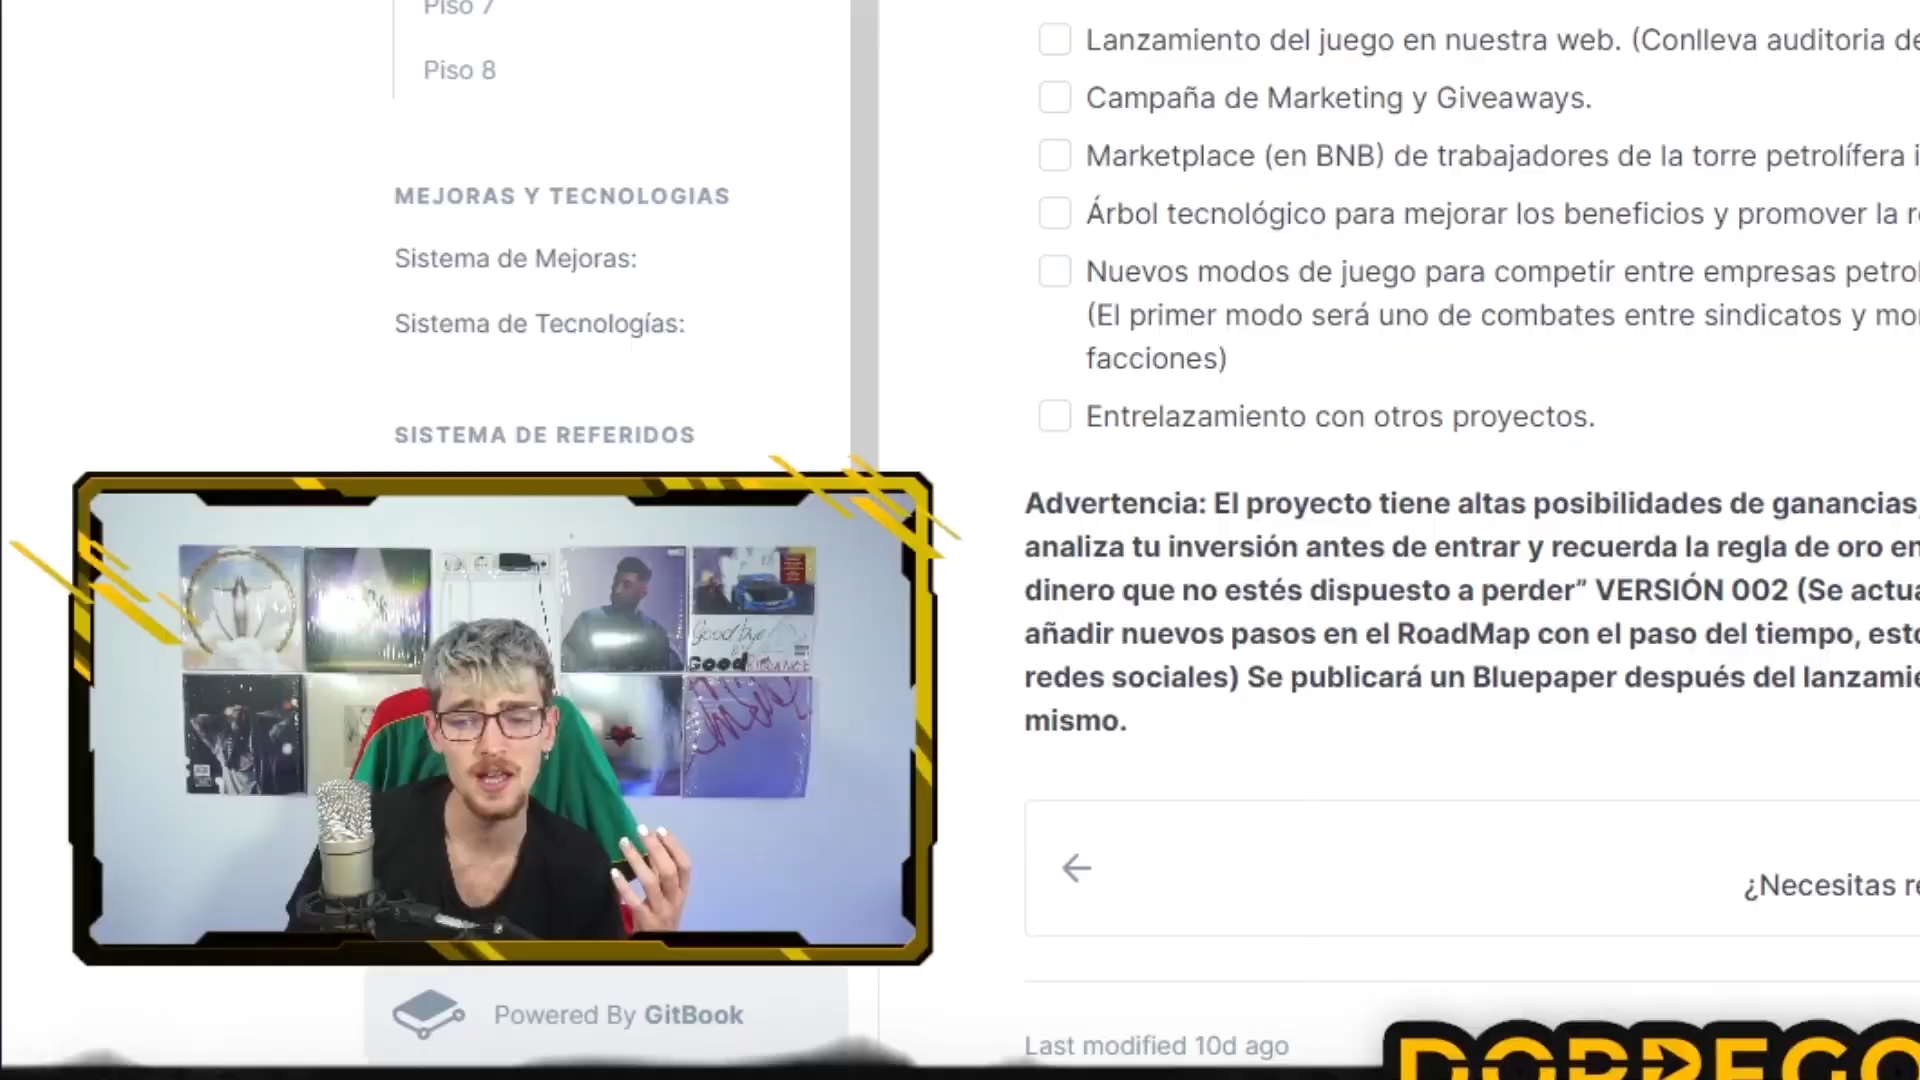 Piso 7
Piso 8
MEJORAS Y TECNOLOGIAS
Sistema de Mejoras:
Sistema de Tecnologías:
SISTEMA DE REFERIDOS
Powered By GitBook
Lanzamiento del juego en nuestra web. (Conlleva auditoria de
Campaña de Marketing y Giveaways.
Marketplace (en BNB) de trabajadores de la torre petrolífera i
Árbol tecnológico para mejorar los beneficios y promover la r
Nuevos modos de juego para competir entre empresas petrol
(El primer modo será uno de combates entre sindicatos y mo
facciones)
Entrelazamiento con otros proyectos.
Advertencia: El proyecto tiene altas posibilidades de ganancias,
analiza tu inversión antes de entrar y recuerda la regla de oro en
dinero que no estés dispuesto a perder” VERSIÓN 002 (Se actua
añadir nuevos pasos en el RoadMap con el paso del tiempo, esto
redes sociales) Se publicará un Bluepaper después del lanzamie
mismo.
¿Necesitas re
Last modified 10d ago
Goodbye
Good